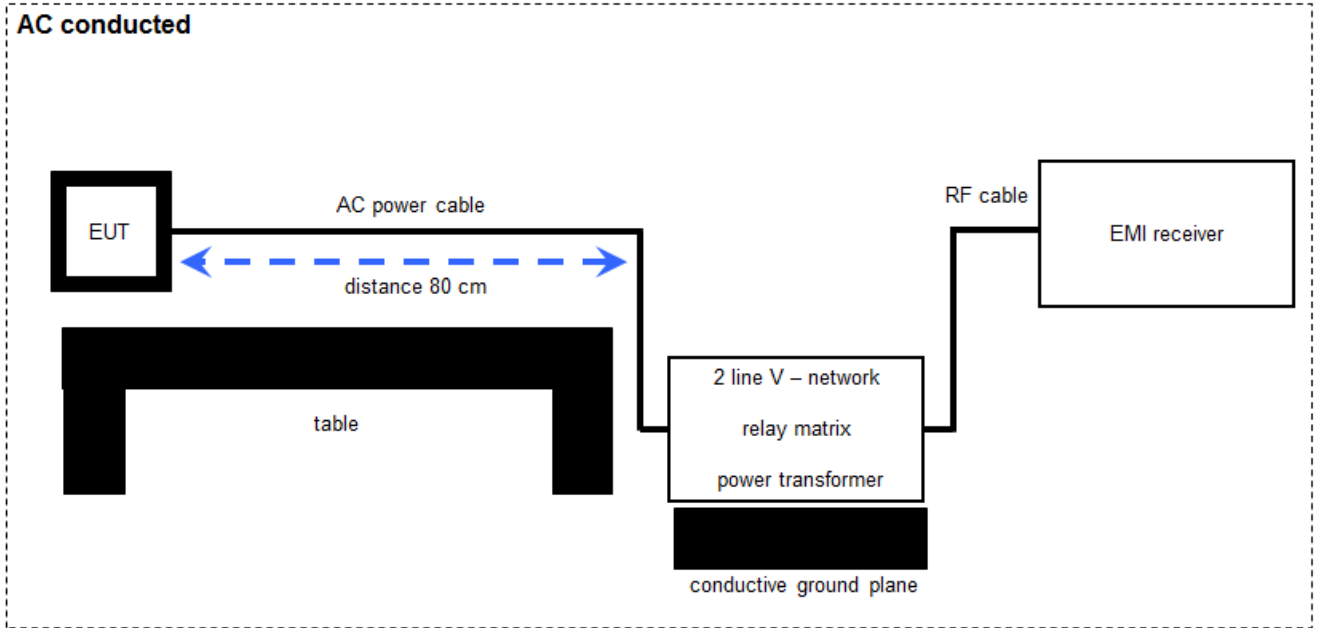 AC conducted
EUT
AC power cable
distance 80 cm
table
2 line V – network
relay matrix
power transformer
conductive ground plane
RF cable
EMI receiver